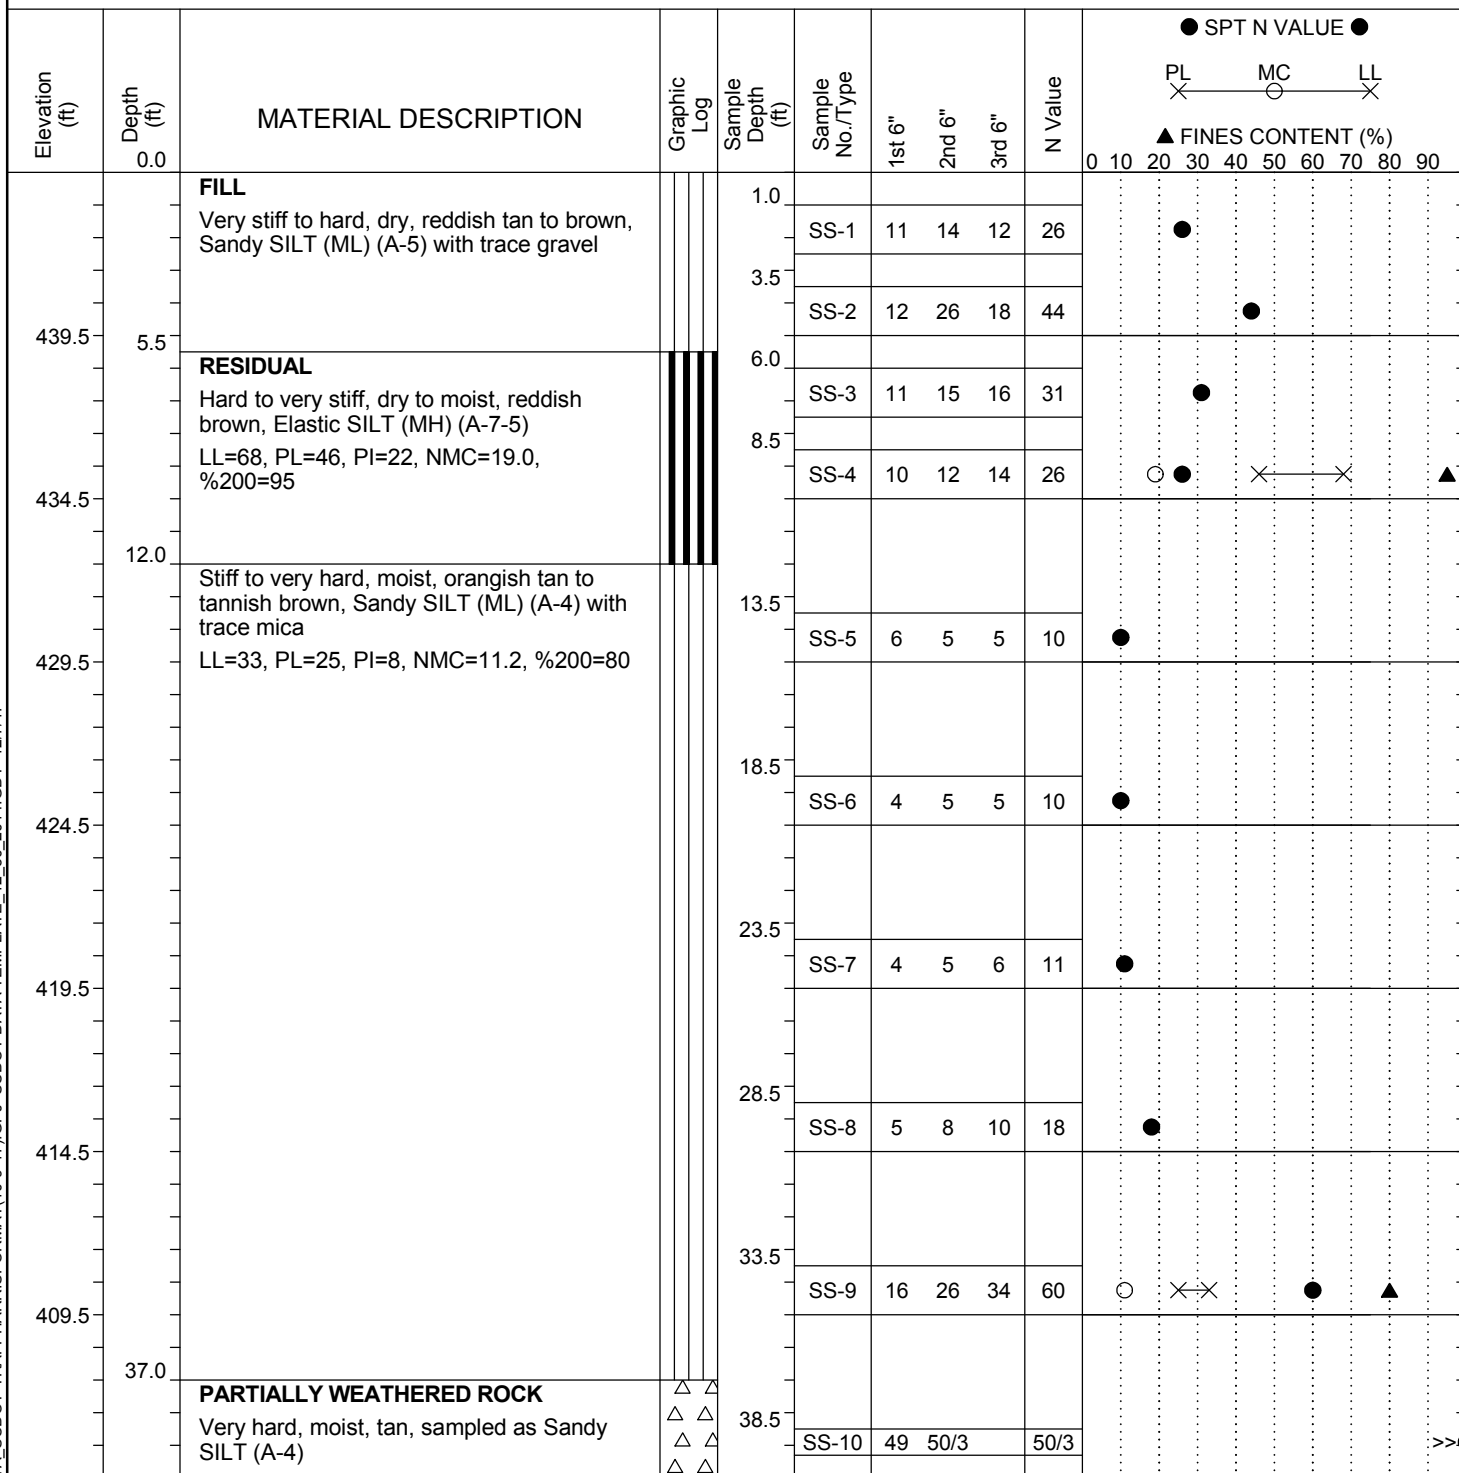 ● SPT N VALUE ●
PL MC LL
▲ FINES CONTENT (%)
0 10 20 30 40 50 60 70 80 90
Elevation (ft)
Depth (ft)
0.0
MATERIAL DESCRIPTION
Graphic Log
Sample Depth (ft)
Sample No./Type
1st 6"
2nd 6"
3rd 6"
N Value
FILL
Very stiff to hard, dry, reddish tan to brown,
Sandy SILT (ML) (A-5) with trace gravel
1.0
SS-1 11 14 12 26
3.5
SS-2 12 26 18 44
439.5
5.5
RESIDUAL
Hard to very stiff, dry to moist, reddish
brown, Elastic SILT (MH) (A-7-5)
LL=68, PL=46, PI=22, NMC=19.0,
%200=95
6.0
SS-3 11 15 16 31
8.5
SS-4 10 12 14 26
434.5
12.0
Stiff to very hard, moist, orangish tan to
tannish brown, Sandy SILT (ML) (A-4) with
trace mica
LL=33, PL=25, PI=8, NMC=11.2, %200=80
13.5
SS-5 6 5 5 10
429.5
18.5
SS-6 4 5 5 10
424.5
23.5
SS-7 4 5 6 11
419.5
28.5
SS-8 5 8 10 18
414.5
33.5
SS-9 16 26 34 60
409.5
37.0
PARTIALLY WEATHERED ROCK
Very hard, moist, tan, sampled as Sandy
SILT (A-4)
38.5
SS-10 49 50/3 50/3 >>